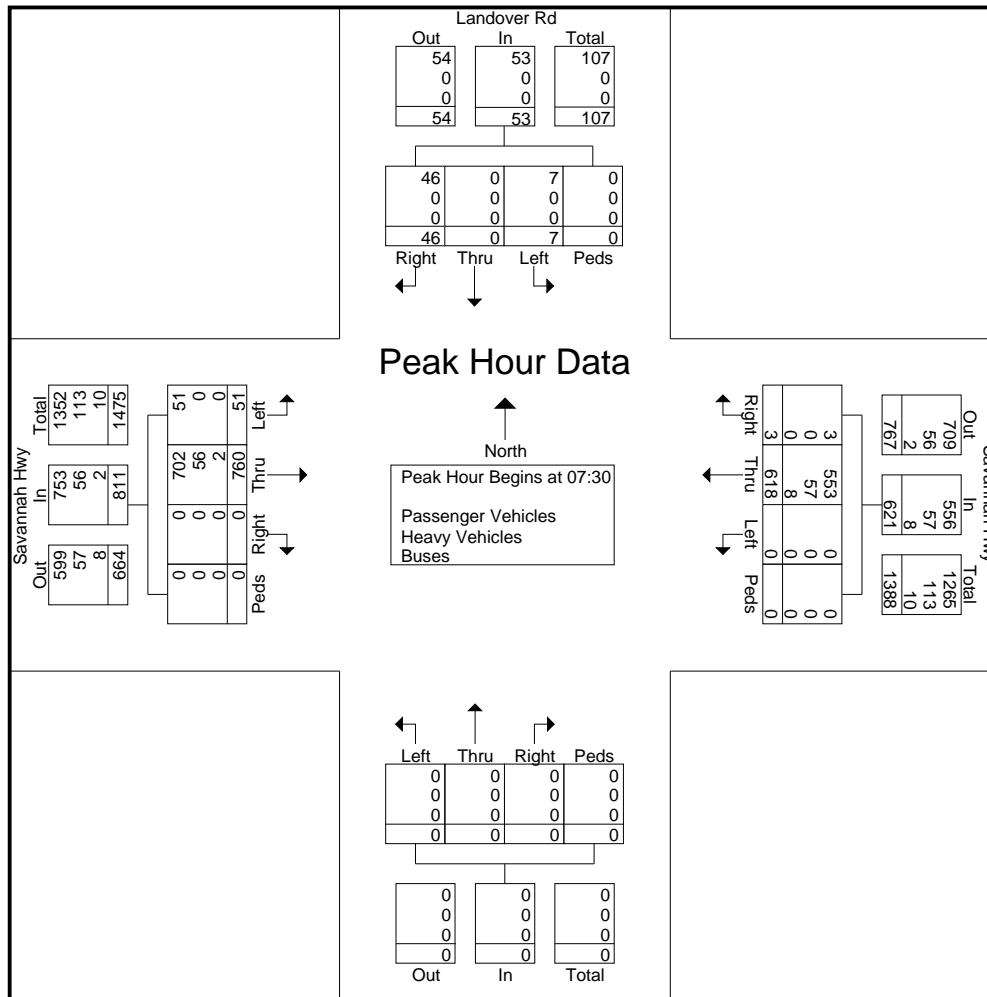 Landover Rd
Out In Total
54 53 107
0 0 0
0 0 0
54 53 107
46 0 7 0
0 0 0 0
0 0 0 0
46 0 7 0
Right Thru Left Peds
Peak Hour Data
North
Peak Hour Begins at 07:30
Passenger Vehicles
Heavy Vehicles
Buses
Savannah Hwy
Total In Out
1352 753 599
113 56 57
10 2 8
1475 811 664
51 702 0 0
0 56 0 0
0 2 0 0
51 760 0 0
Left Thru Right Peds
Right Thru Left Peds
3 553 0 0
0 57 0 0
0 8 0 0
3 618 0 0
Hwy
Out In Total
709 556 1265
56 57 113
2 8 10
767 621 1388
Left Thru Right Peds
0 0 0 0
0 0 0 0
0 0 0 0
0 0 0 0
0 0 0
0 0 0
0 0 0
0 0 0
Out In Total